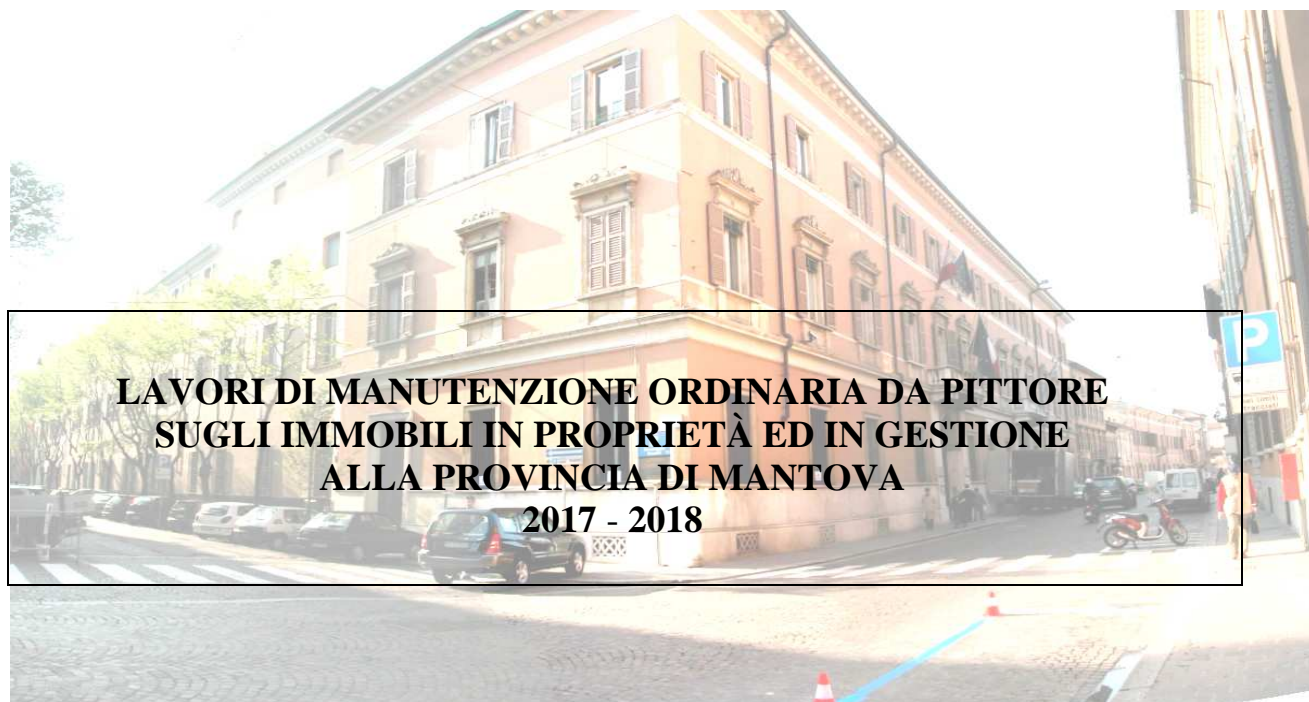 LAVORI DI MANUTENZIONE ORDINARIA DA PITTORE
SUGLI IMMOBILI IN PROPRIETÀ ED IN GESTIONE
ALLA PROVINCIA DI MANTOVA
2017 - 2018
P